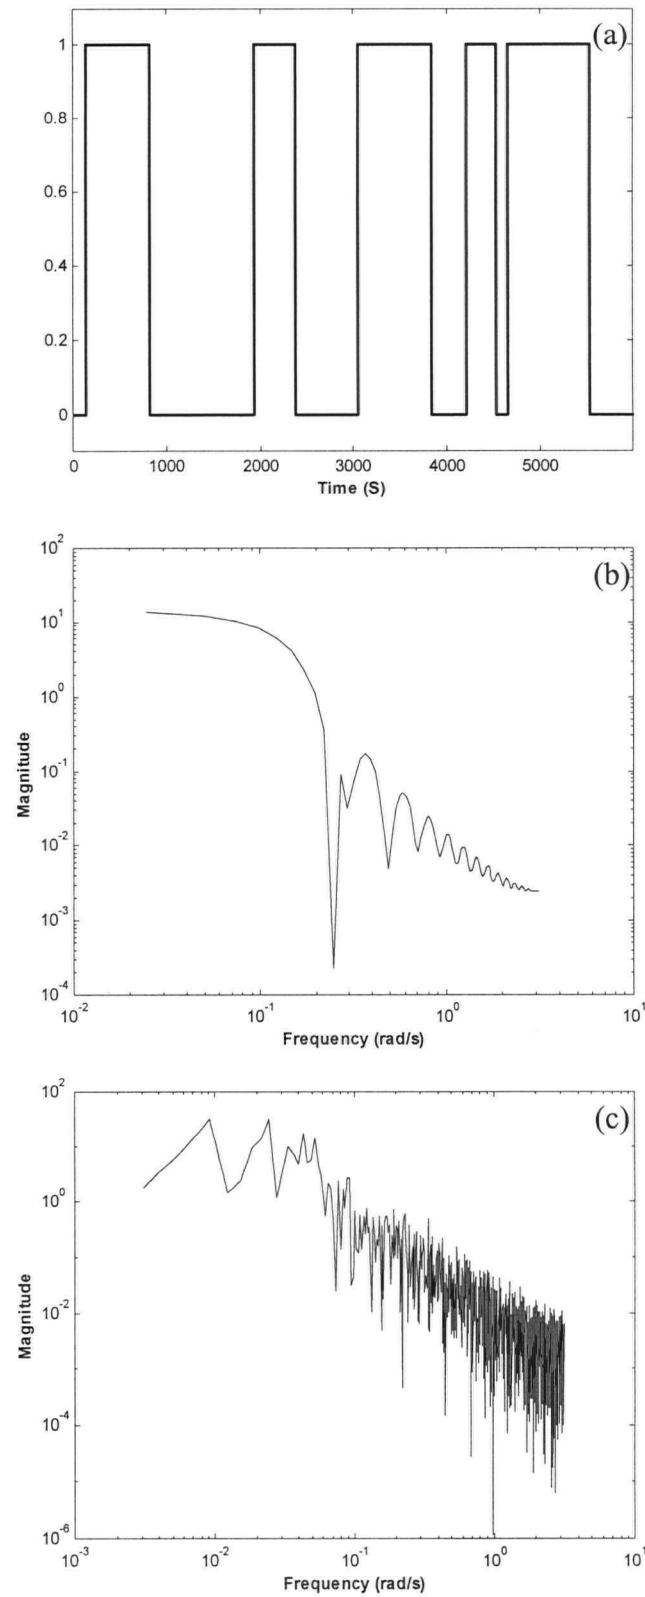 (a)
1
0.8
0.6
0.4
0.2
0
0 1000 2000 3000 4000 5000
Time (S)
(b)
10^2
10^1
10^0
10^-1
10^-2
10^-3
10^-4
Magnitude
10^-2 10^-1 10^0 10^1
Frequency (rad/s)
(c)
10^2
10^0
10^-2
10^-4
10^-6
Magnitude
10^-3 10^-2 10^-1 10^0 10^1
Frequency (rad/s)